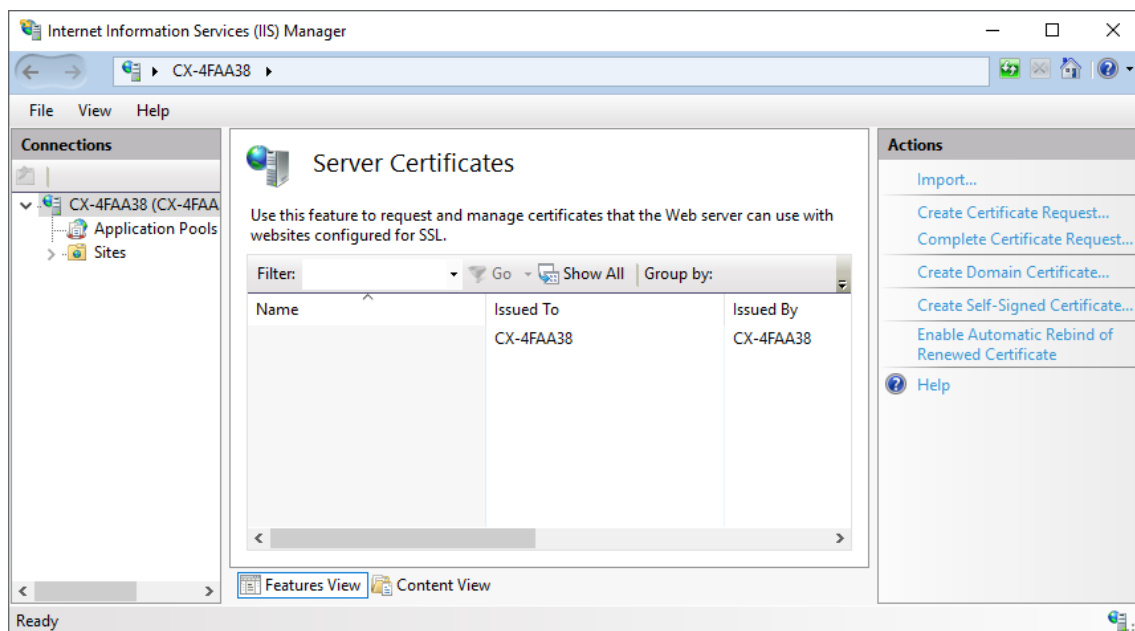 Internet Information Services (IIS) Manager
CX-4FAA38
File View Help
Connections
CX-4FAA38 (CX-4FAA
Application Pools
Sites
Server Certificates
Use this feature to request and manage certificates that the Web server can use with
websites configured for SSL.
Filter: Go Show All Group by:
Name Issued To Issued By
CX-4FAA38 CX-4FAA38
Features View Content View
Actions
Import...
Create Certificate Request...
Complete Certificate Request...
Create Domain Certificate...
Create Self-Signed Certificate...
Enable Automatic Rebind of
Renewed Certificate
Help
Ready